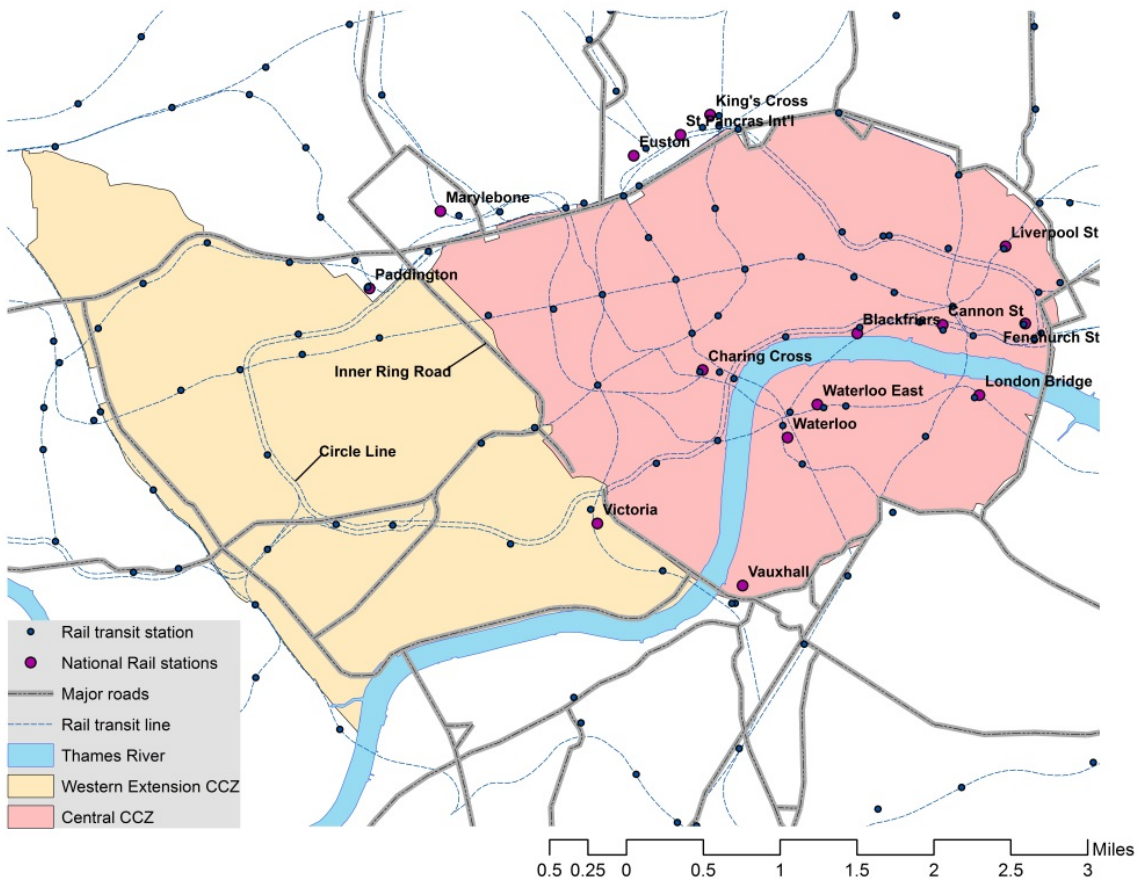 King's Cross
St Pancras Int'l
Euston
Marylebone
Liverpool St
Paddington
Cannon St
Blackfriars
Fenchurch St
Charing Cross
Inner Ring Road
London Bridge
Waterloo East
Waterloo
Circle Line
Victoria
Vauxhall
Rail transit station
National Rail stations
Major roads
Rail transit line
Thames River
Western Extension CCZ
Central CCZ
Miles
0.5 0.25 0 0.5 1 1.5 2 2.5 3